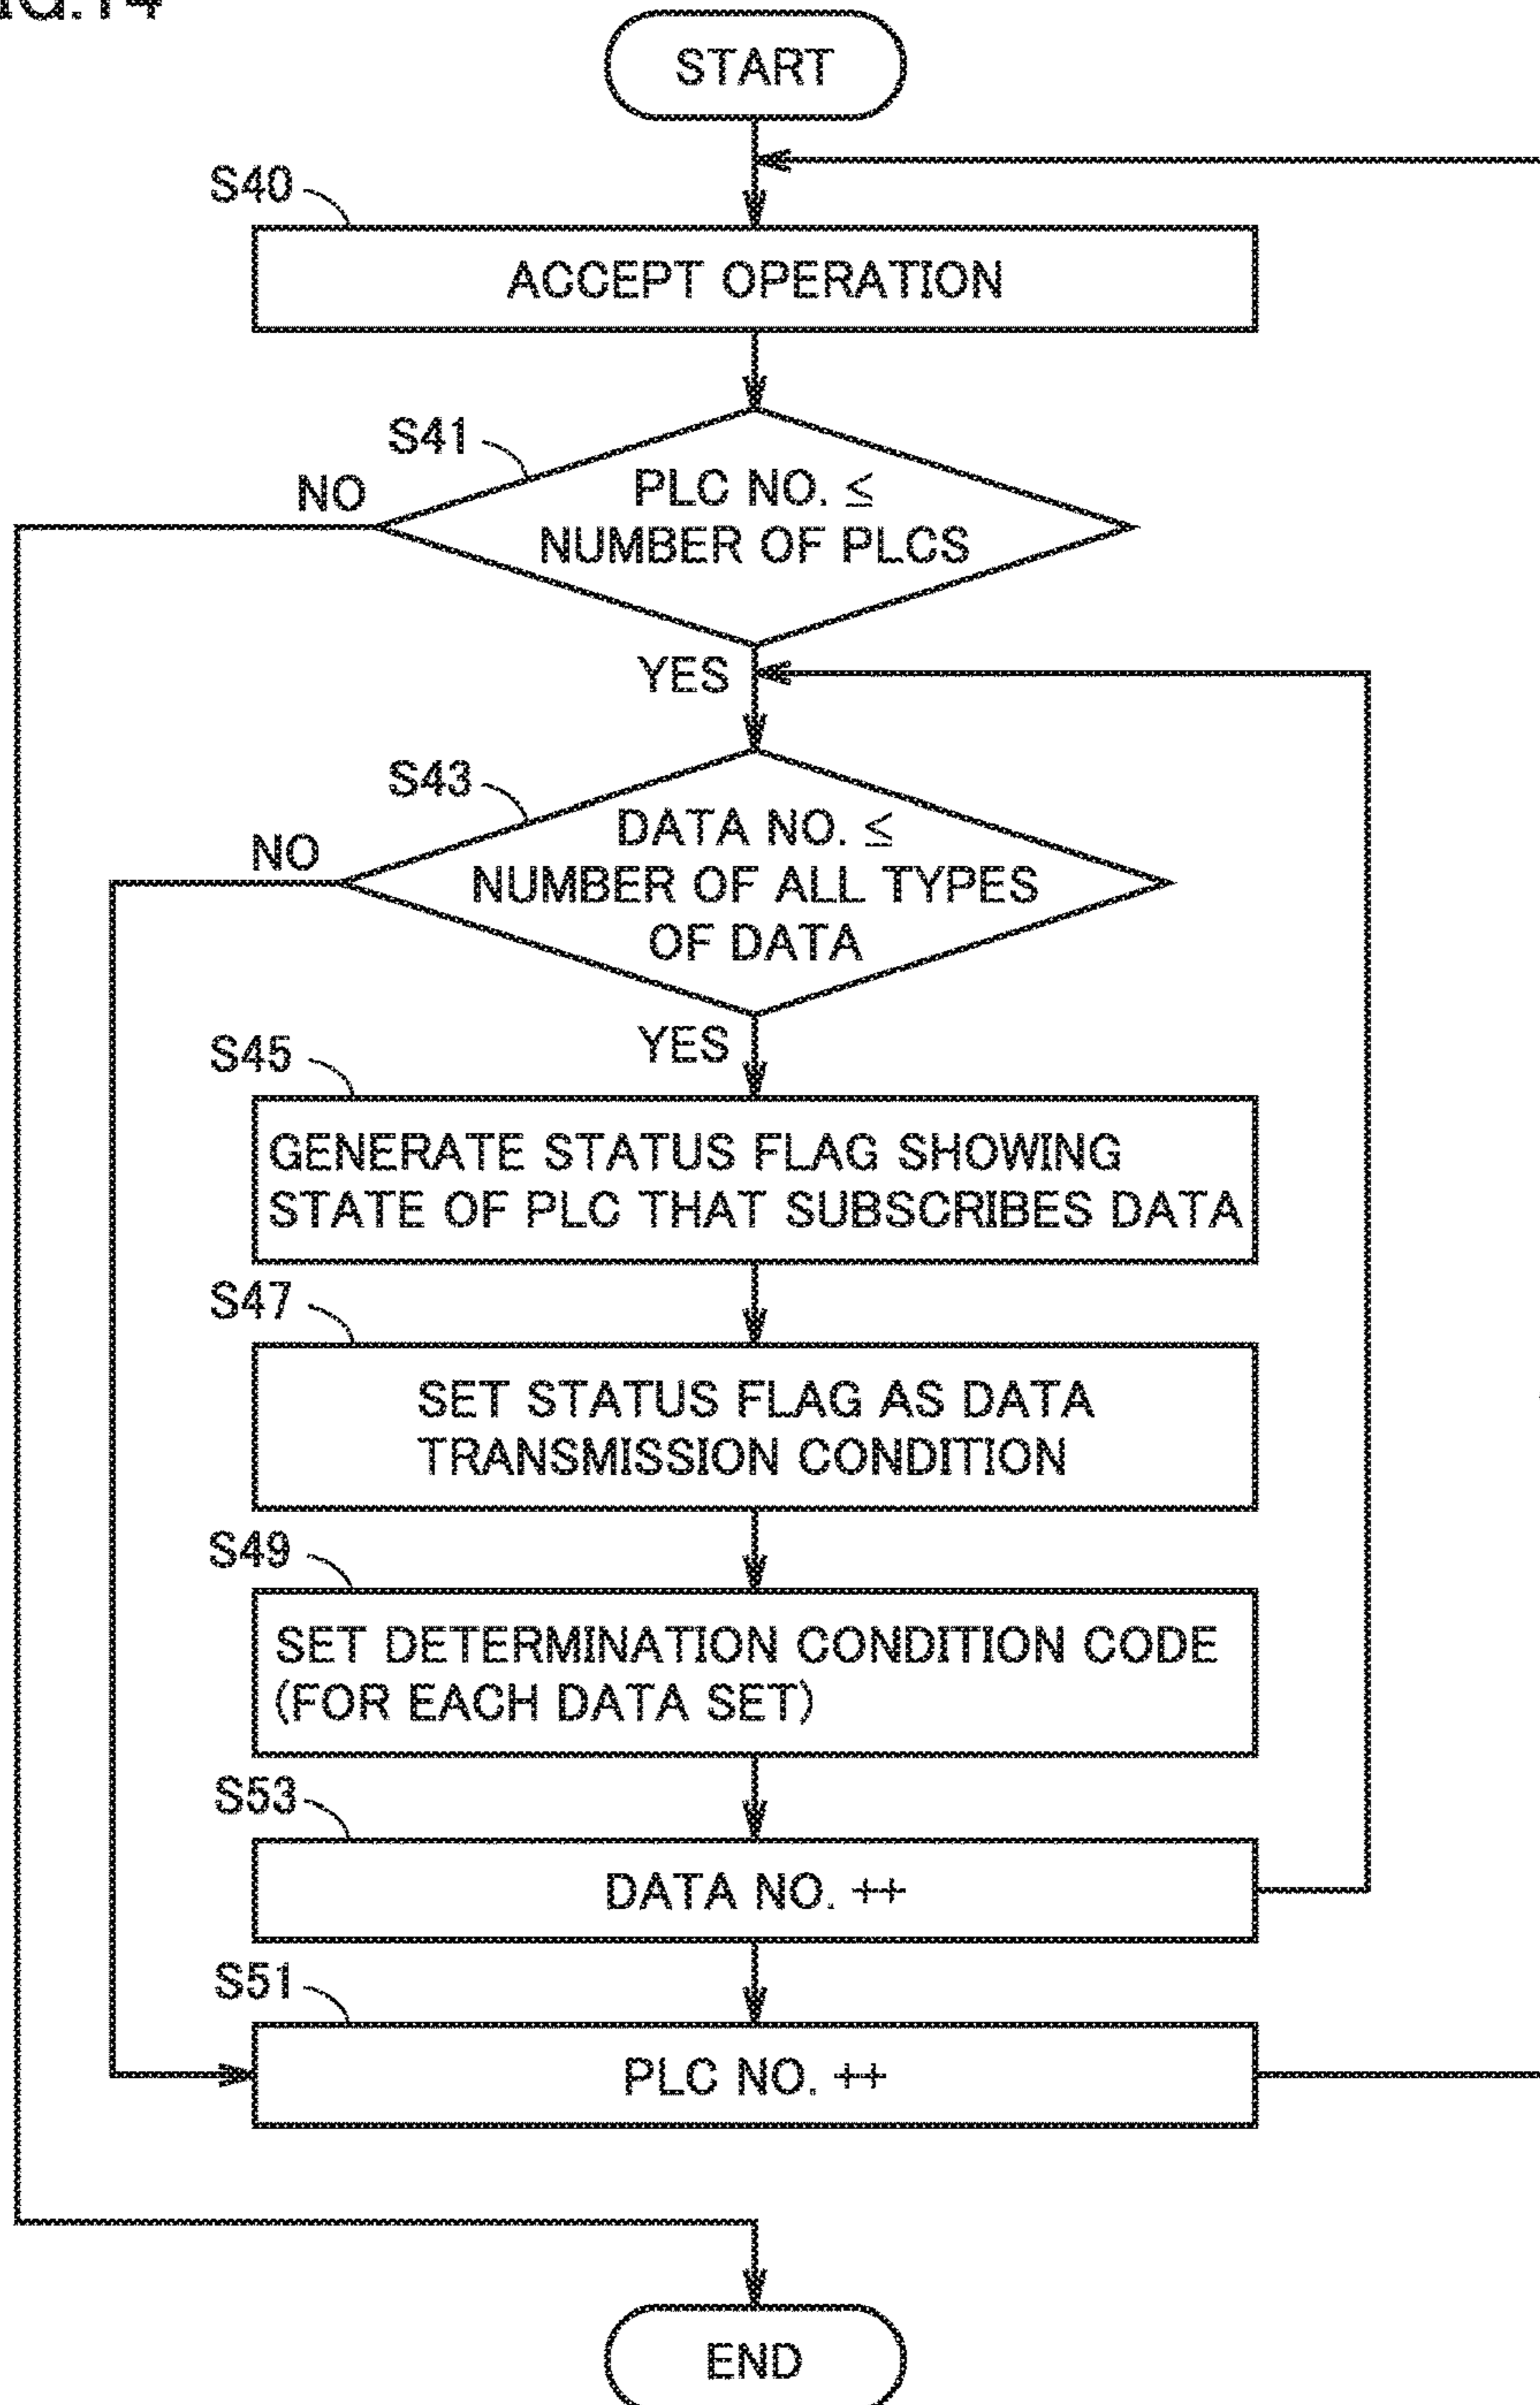 START
S40
ACCEPT OPERATION
S41
NO
PLC NO. ≤
NUMBER OF PLCS
YES
S43
NO
DATA NO. ≤
NUMBER OF ALL TYPES
OF DATA
YES
S45
GENERATE STATUS FLAG SHOWING
STATE OF PLC THAT SUBSCRIBES DATA
S47
SET STATUS FLAG AS DATA
TRANSMISSION CONDITION
S49
SET DETERMINATION CONDITION CODE
(FOR EACH DATA SET)
S53
DATA NO. ++
S51
PLC NO. ++
END